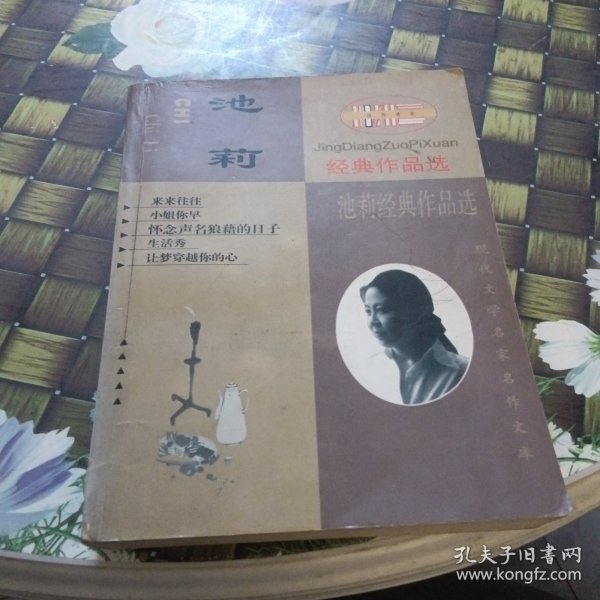 CHI
Chi Li
池
莉
JingDiangZuoPiXuan
经典作品选
池莉经典作品选
来来往往
小姐你早
怀念声名狼藉的日子
生活秀
让梦穿越你的心
现代文学名家名作文库
孔夫子旧书网
www.kongfz.com